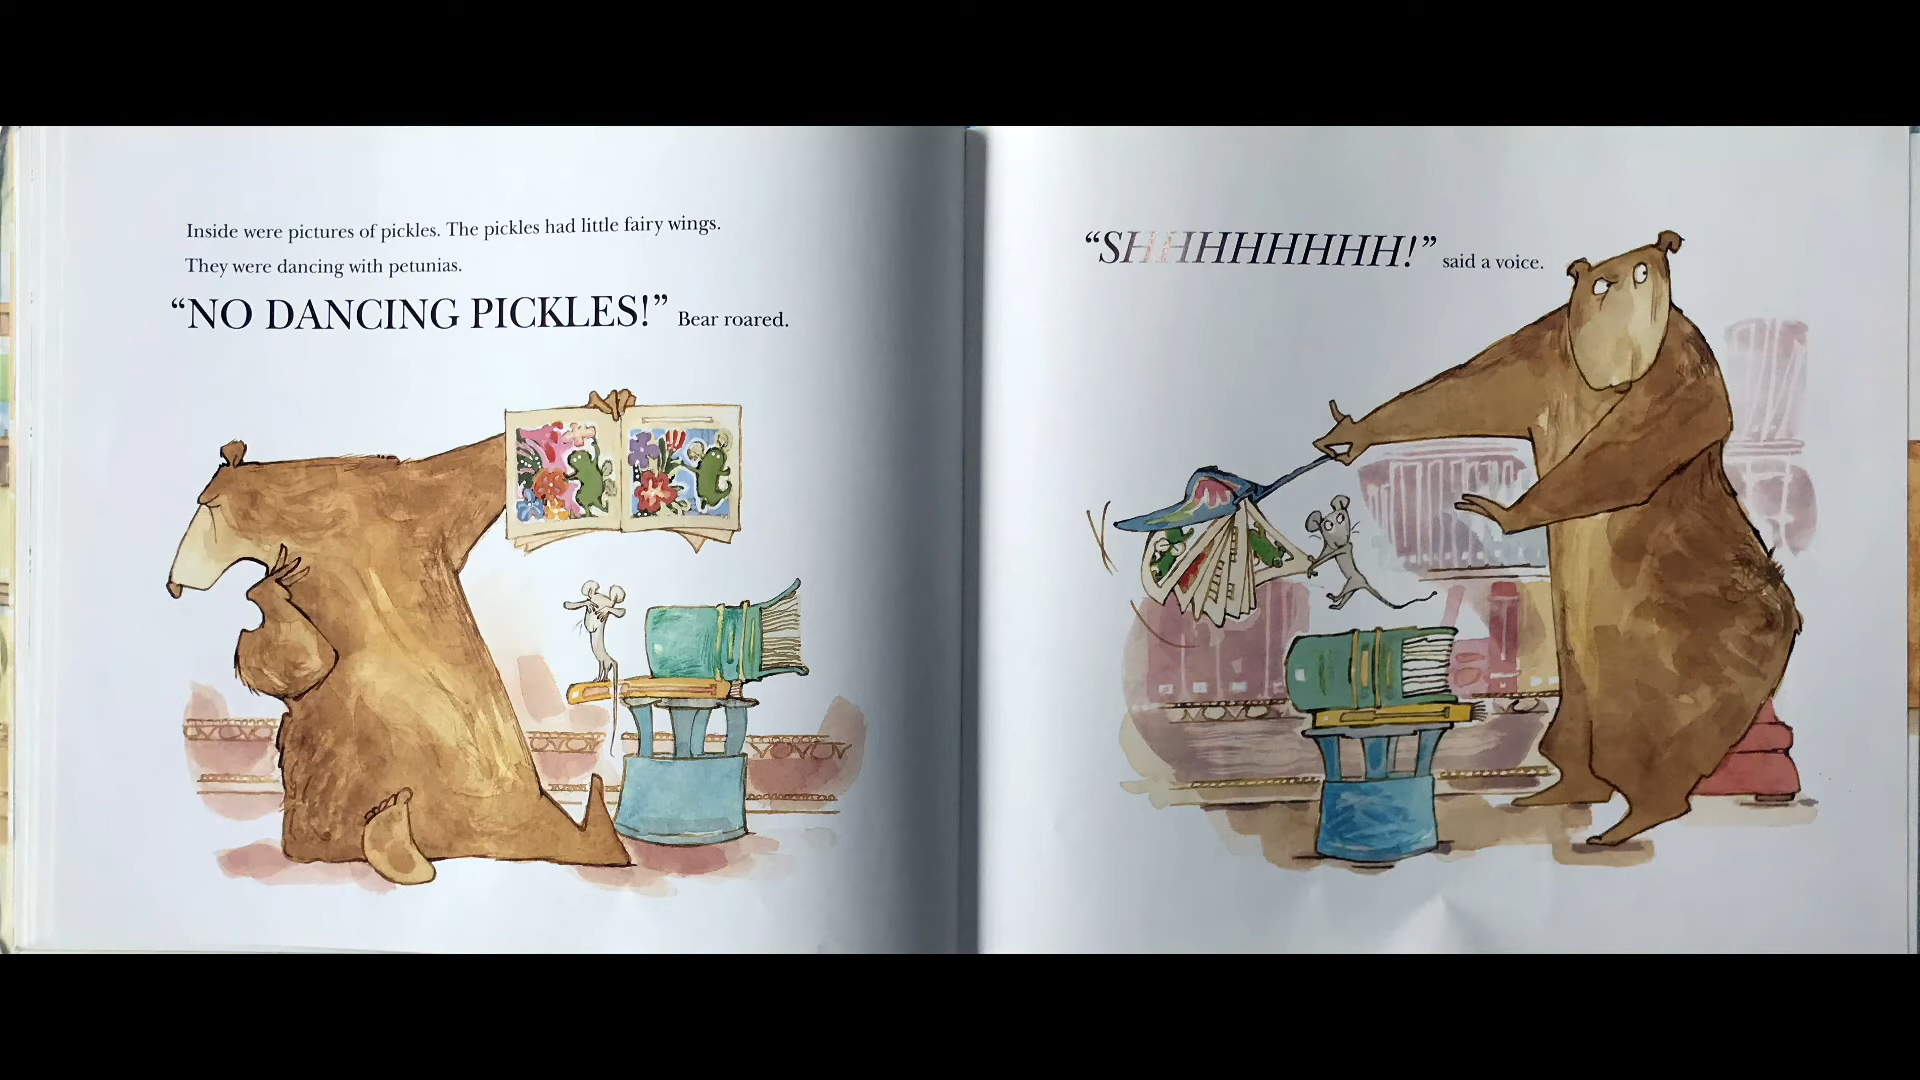 Inside were pictures of pickles. The pickles had little fairy wings.
They were dancing with petunias.
“NO DANCING PICKLES!” Bear roared.
“SHHHHHHHH!” said a voice.